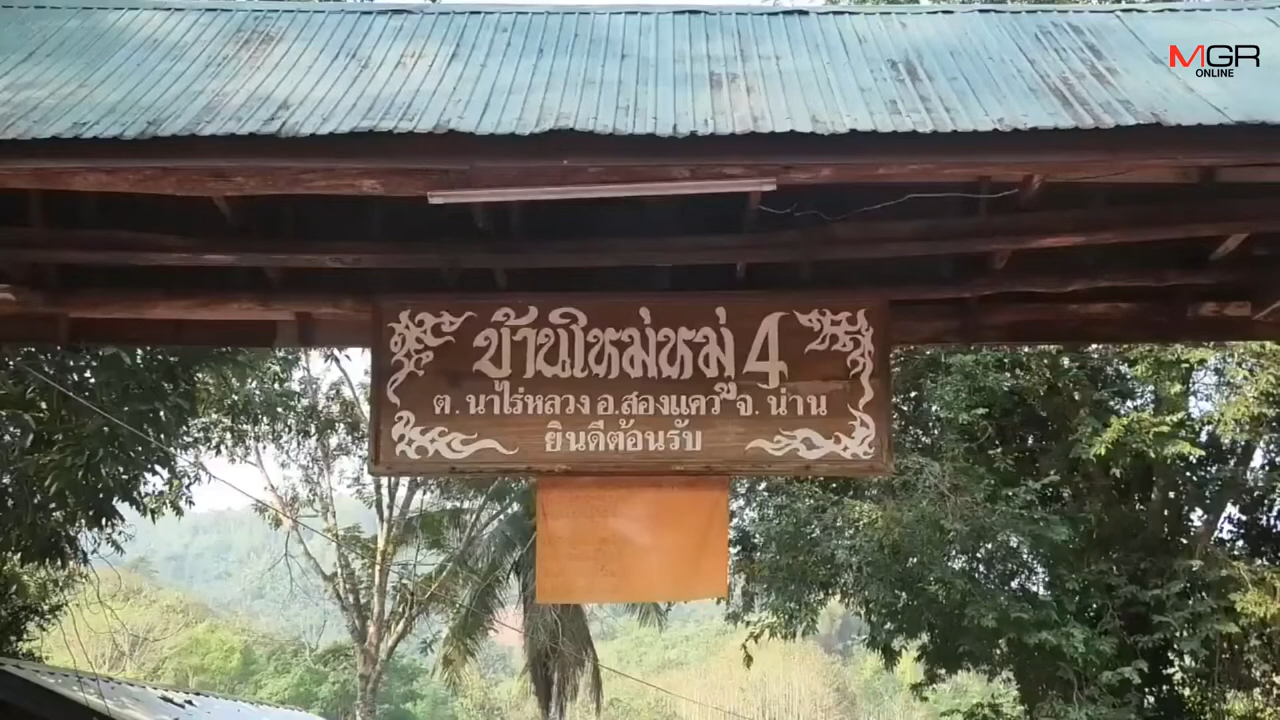 MGR
ONLINE
บ้านใหม่หมู่ 4
ต. นาไร่หลวง อ.สองแคว จ. น่าน
ยินดีต้อนรับ